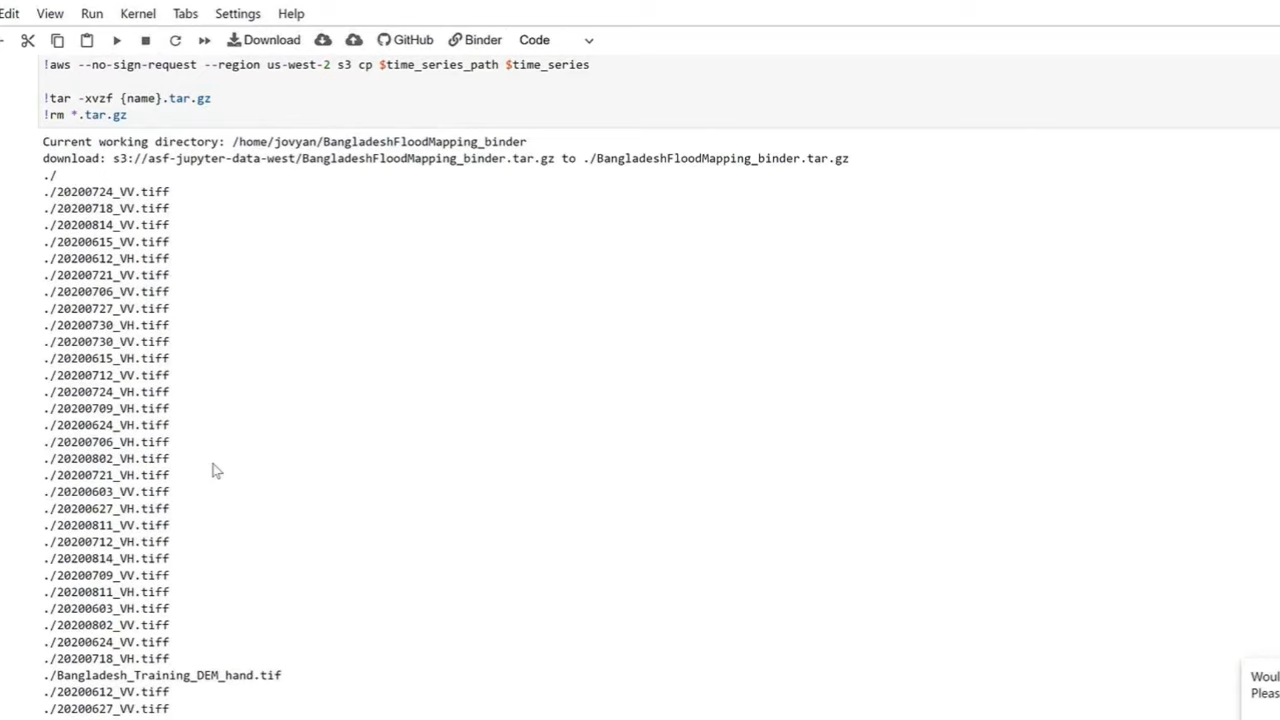 Edit View Run Kernel Tabs Settings Help
Download GitHub Binder Code
!aws --no-sign-request --region us-west-2 s3 cp $time_series_path $time_series
!tar -xvzf {name}.tar.gz
!rm *.tar.gz
Current working directory: /home/jovyan/BangladeshFloodMapping_binder
download: s3://asf-jupyter-data-west/BangladeshFloodMapping_binder.tar.gz to ./BangladeshFloodMapping_binder.tar.gz
./
./20200724_VV.tiff
./20200718_VV.tiff
./20200814_VV.tiff
./20200615_VV.tiff
./20200612_VH.tiff
./20200721_VV.tiff
./20200706_VV.tiff
./20200727_VV.tiff
./20200730_VH.tiff
./20200730_VV.tiff
./20200615_VH.tiff
./20200712_VV.tiff
./20200724_VH.tiff
./20200709_VH.tiff
./20200624_VH.tiff
./20200706_VH.tiff
./20200802_VH.tiff
./20200721_VH.tiff
./20200603_VV.tiff
./20200627_VH.tiff
./20200811_VV.tiff
./20200712_VH.tiff
./20200814_VH.tiff
./20200709_VV.tiff
./20200811_VH.tiff
./20200603_VH.tiff
./20200802_VV.tiff
./20200624_VV.tiff
./20200718_VH.tiff
./Bangladesh_Training_DEM_hand.tif
./20200612_VV.tiff
./20200627_VV.tiff
Woul
Pleas